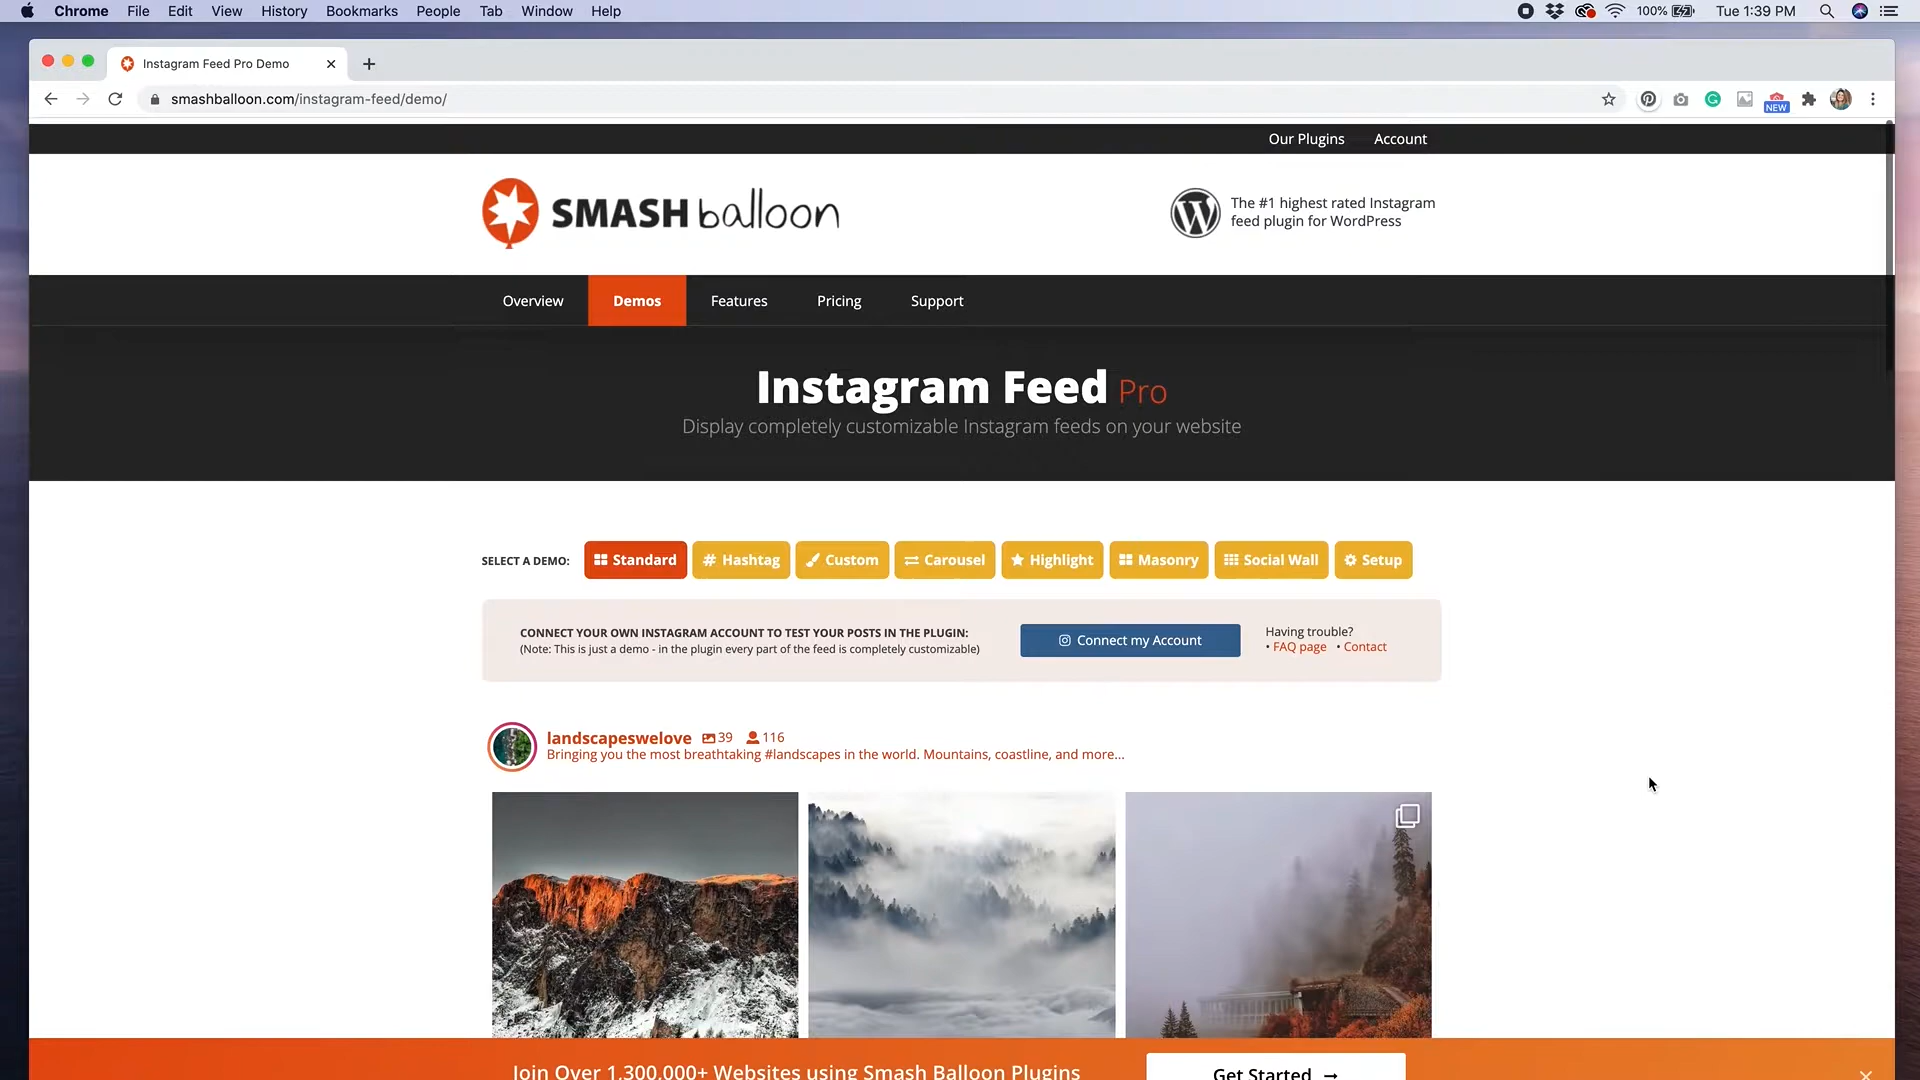 Chrome File Edit View History Bookmarks People Tab Window Help
100% Tue 1:39 PM
Instagram Feed Pro Demo
smashballoon.com/instagram-feed/demo/
NEW
Our Plugins Account
SMASH balloon
The #1 highest rated Instagram
feed plugin for WordPress
Overview Demos Features Pricing Support
Instagram Feed Pro
Display completely customizable Instagram feeds on your website
SELECT A DEMO: Standard Hashtag Custom Carousel Highlight Masonry Social Wall Setup
CONNECT YOUR OWN INSTAGRAM ACCOUNT TO TEST YOUR POSTS IN THE PLUGIN:
(Note: This is just a demo - in the plugin every part of the feed is completely customizable)
Connect my Account
Having trouble?
• FAQ page • Contact
landscapeswelove 39 116
Bringing you the most breathtaking #landscapes in the world. Mountains, coastline, and more...
Join Over 1,300,000+ Websites using Smash Balloon Plugins
Get Started →